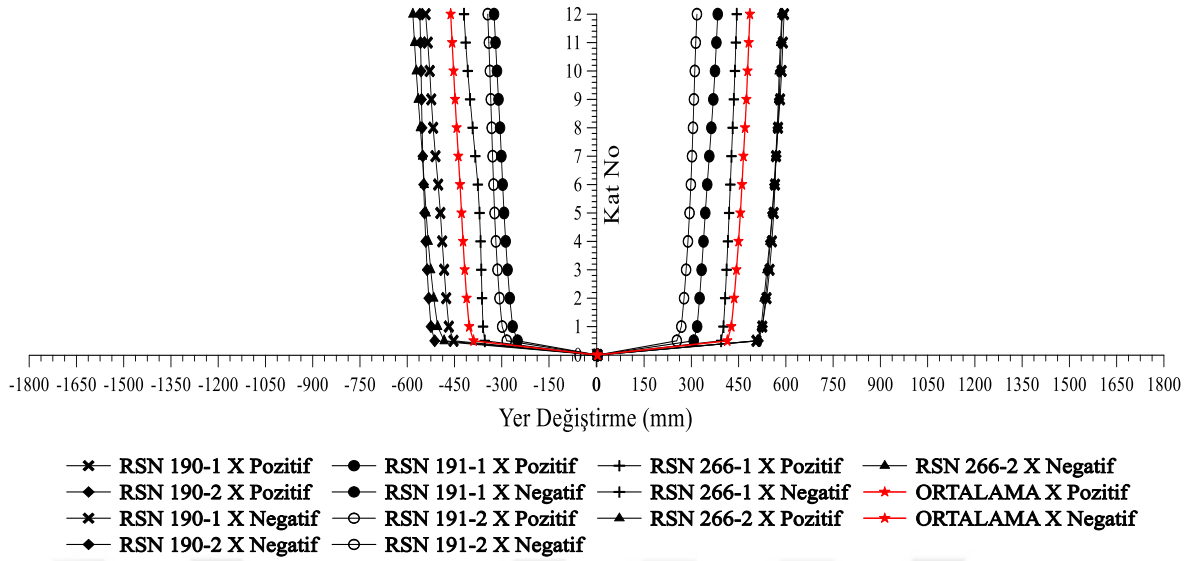 12
11
10
9
8
7
6
5
4
3
2
1
0
Kat No
-1800 -1650 -1500 -1350 -1200 -1050 -900 -750 -600 -450 -300 -150 0 150 300 450 600 750 900 1050 1200 1350 1500 1650 1800
Yer Değiştirme (mm)
RSN 190-1 X Pozitif RSN 191-1 X Pozitif RSN 266-1 X Pozitif RSN 266-2 X Negatif
RSN 190-2 X Pozitif RSN 191-1 X Negatif RSN 266-1 X Negatif ORTALAMA X Pozitif
RSN 190-1 X Negatif RSN 191-2 X Pozitif RSN 266-2 X Pozitif ORTALAMA X Negatif
RSN 190-2 X Negatif RSN 191-2 X Negatif